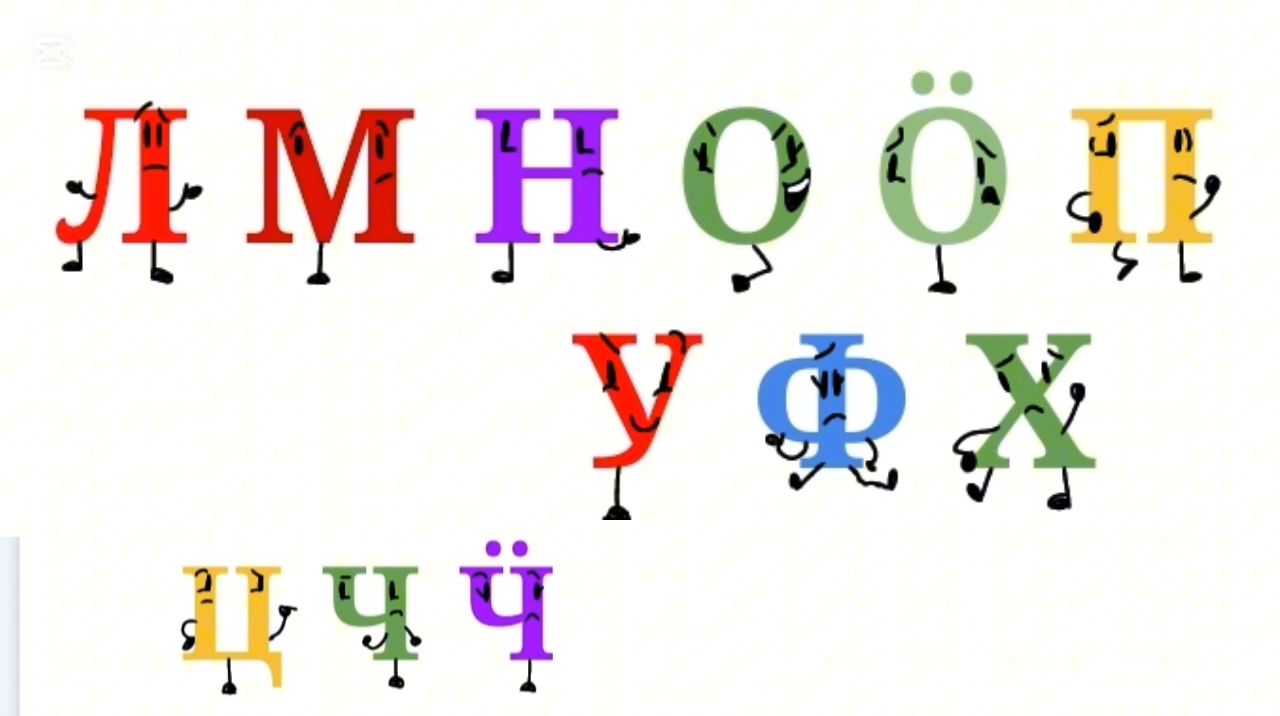 Л М Н О Ӧ П
У Ф Х
Ц Ч Ӵ